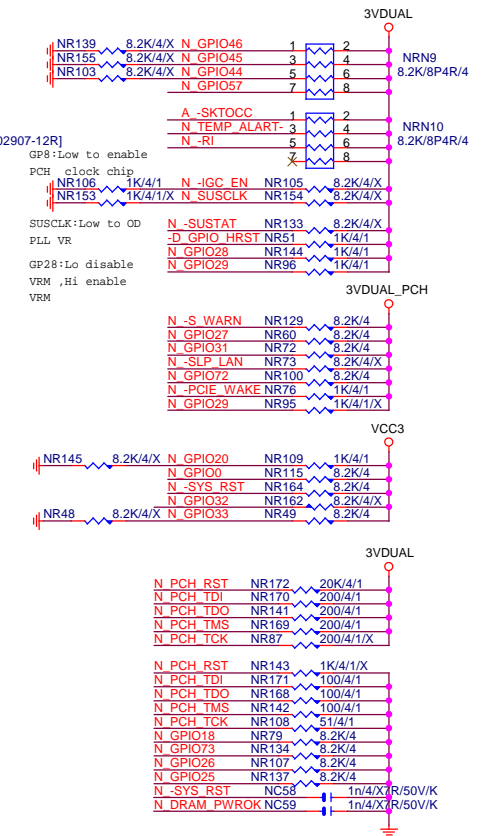 3VDUAL
NR139 8.2K/4/X N_GPIO46 1 2
NR155 8.2K/4/X N_GPIO45 3 4 NRN9
NR103 8.2K/4/X N_GPIO44 5 6 8.2K/8P4R/4
N_GPIO57 7 8
A_-SKTOCC 1 2
N_TEMP_ALART- 3 4 NRN10
02907-12R] N_-RI 5 6 8.2K/8P4R/4
GP8:Low to enable 7 8
PCH clock chip
NR106 1K/4/1 N_-IGC_EN NR105 8.2K/4/X
NR153 1K/4/1/X N_SUSCLK NR154 8.2K/4/X
SUSCLK:Low to OD N_-SUSTAT NR133 8.2K/4/X
PLL VR -D_GPIO_HRST NR51 1K/4/1
N_GPIO28 NR144 1K/4/1
GP28:Lo disable N_GPIO29 NR96 1K/4/1
VRM ,Hi enable
VRM
3VDUAL_PCH
N_-S_WARN NR129 8.2K/4
N_GPIO27 NR60 8.2K/4
N_GPIO31 NR72 8.2K/4
N_-SLP_LAN NR73 8.2K/4/X
N_GPIO72 NR100 8.2K/4
N_-PCIE_WAKE NR76 1K/4/1
N_GPIO29 NR95 1K/4/1/X
VCC3
NR145 8.2K/4/X N_GPIO20 NR109 1K/4/1
N_GPIO0 NR115 8.2K/4
N_-SYS_RST NR164 8.2K/4
N_GPIO32 NR162 8.2K/4/X
NR48 8.2K/4/X N_GPIO33 NR49 8.2K/4
3VDUAL
N_PCH_RST NR172 20K/4/1
N_PCH_TDI NR170 200/4/1
N_PCH_TDO NR141 200/4/1
N_PCH_TMS NR169 200/4/1
N_PCH_TCK NR87 200/4/1/X
N_PCH_RST NR143 1K/4/1/X
N_PCH_TDI NR171 100/4/1
N_PCH_TDO NR168 100/4/1
N_PCH_TMS NR142 100/4/1
N_PCH_TCK NR108 51/4/1
N_GPIO18 NR79 8.2K/4
N_GPIO73 NR134 8.2K/4
N_GPIO26 NR107 8.2K/4
N_GPIO25 NR137 8.2K/4
N_-SYS_RST NC58 1n/4/X7R/50V/K
N_DRAM_PWROK NC59 1n/4/X7R/50V/K